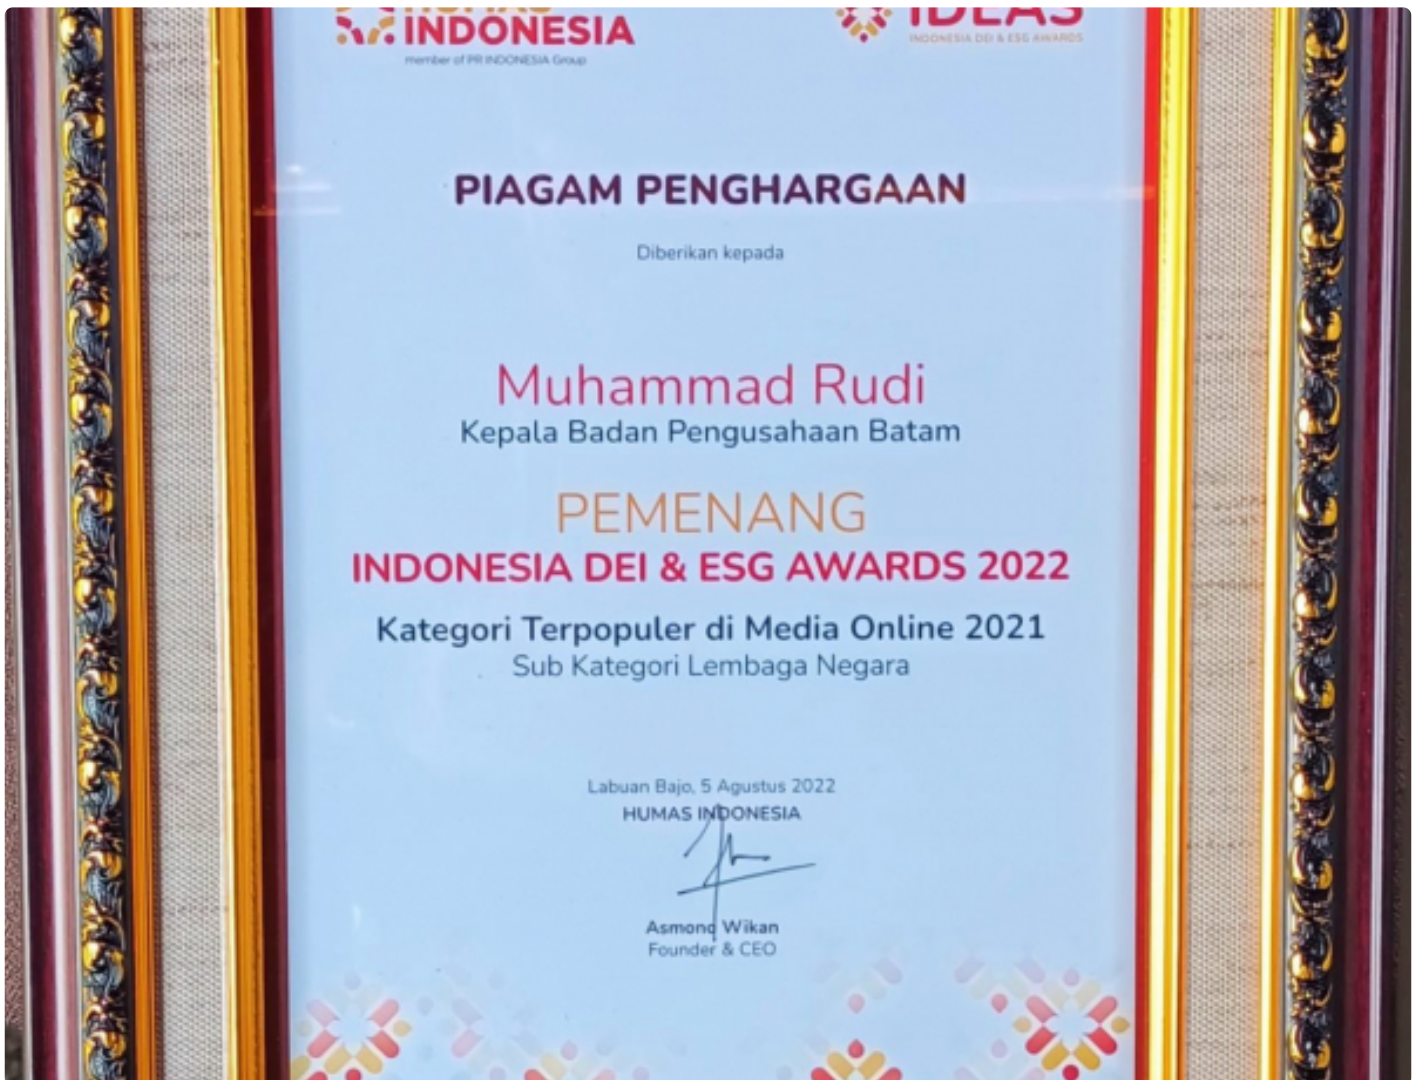 HUMAS
INDONESIA
member of PR INDONESIA Group
IDEAS
INDONESIA DEI & ESG AWARDS
PIAGAM PENGHARGAAN
Diberikan kepada
Muhammad Rudi
Kepala Badan Pengusahaan Batam
PEMENANG
INDONESIA DEI & ESG AWARDS 2022
Kategori Terpopuler di Media Online 2021
Sub Kategori Lembaga Negara
Labuan Bajo, 5 Agustus 2022
HUMAS INDONESIA
Asmono Wikan
Founder & CEO